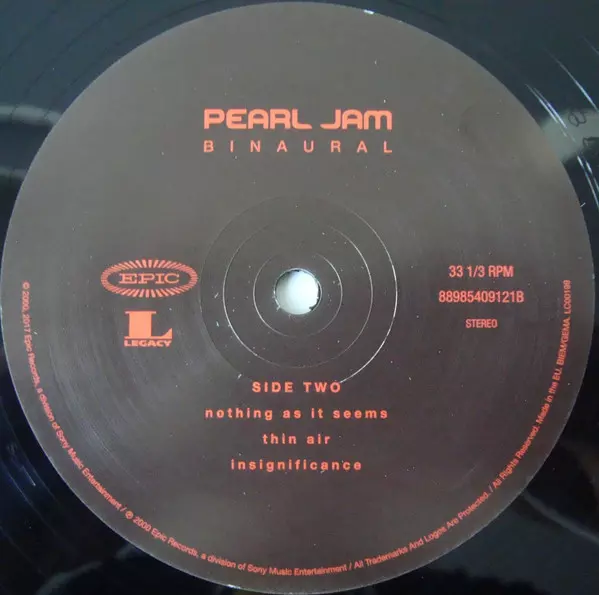 PEARL JAM
BINAURAL
EPIC
L
LEGACY
33 1/3 RPM
88985409121B
STEREO
SIDE TWO
nothing as it seems
thin air
insignificance
© 2000, 2017 Epic Records, a division of Sony Music Entertainment / ℗ 2000 Epic Records, a division of Sony Music Entertainment / All Trademarks And Logos Are Protected. / All Rights Reserved. Made in the EU. BIEM/GEMA. LC00199